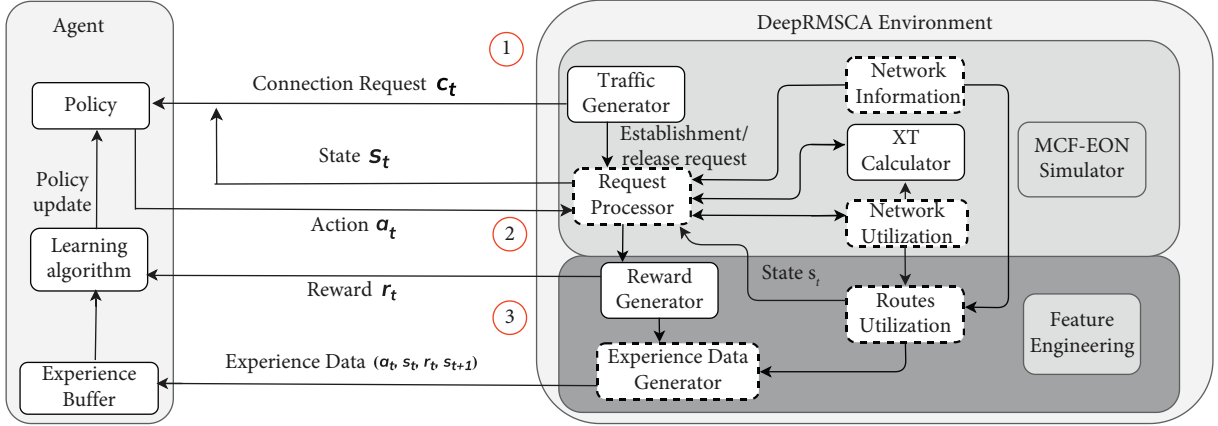 Agent
DeepRMSCA Environment
1
Connection Request c_t
Traffic
Generator
Network
Information
Policy
Establishment/
release request
XT
Calculator
MCF-EON
Simulator
State s_t
Policy
update
Request
Processor
Action a_t
2
Network
Utilization
Learning
algorithm
State s_t
Reward
Generator
Reward r_t
3
Routes
Utilization
Feature
Engineering
Experience Data (a_t, s_t, r_t, s_{t+1})
Experience Data
Generator
Experience
Buffer